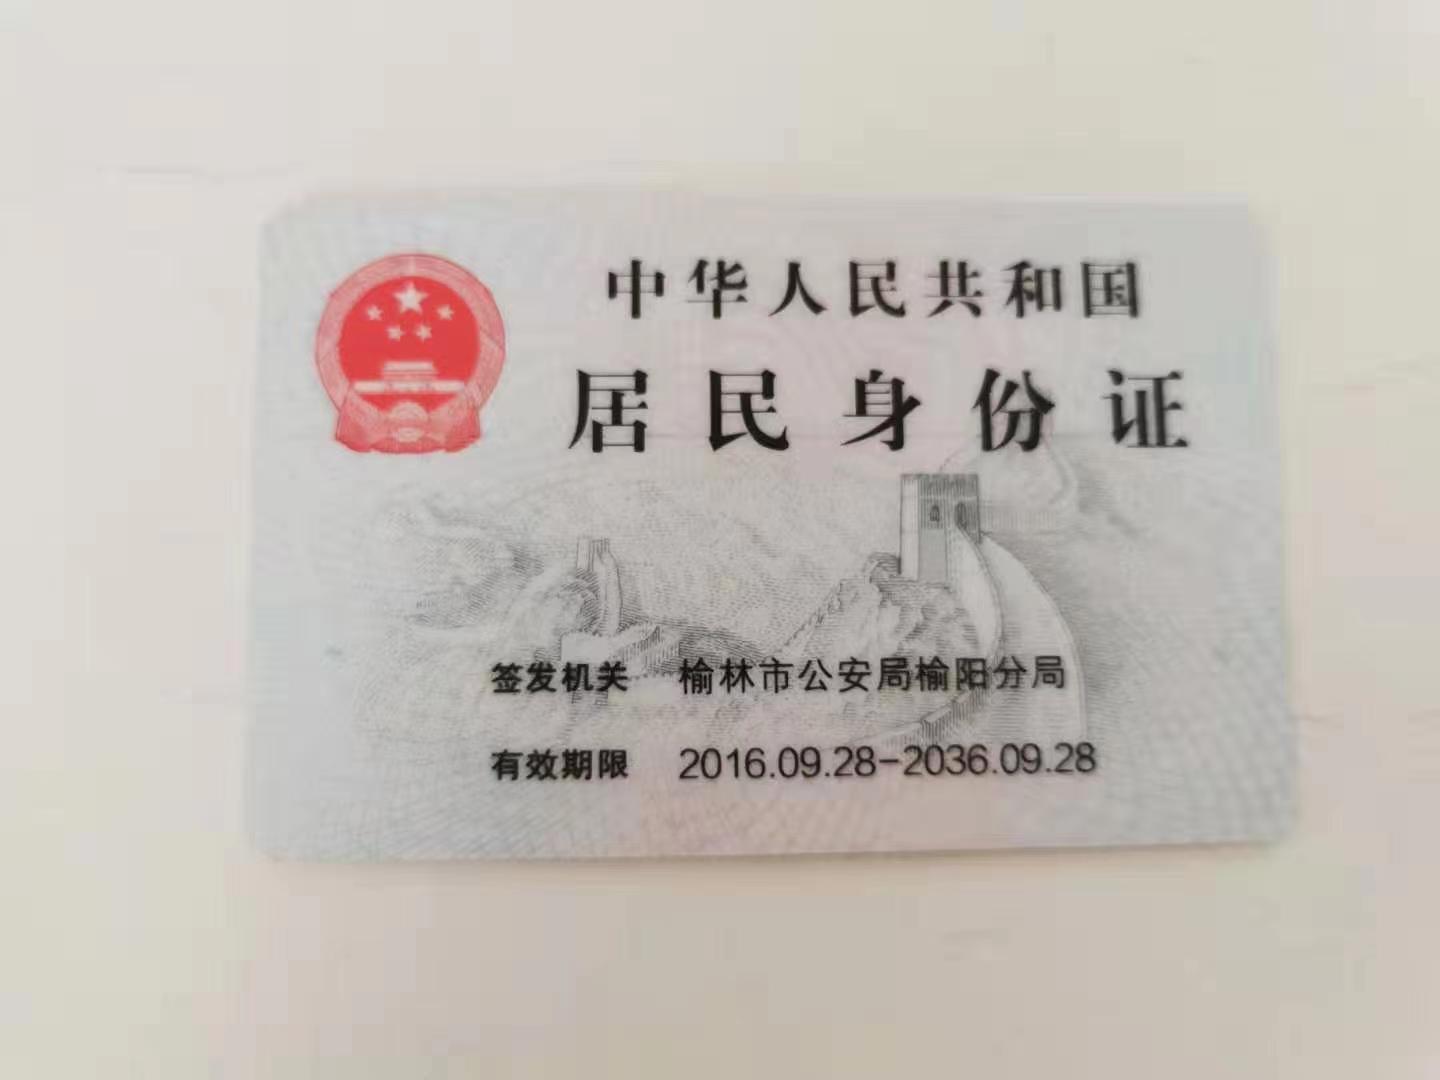 中华人民共和国
居民身份证
签发机关 榆林市公安局榆阳分局
有效期限 2016.09.28-2036.09.28